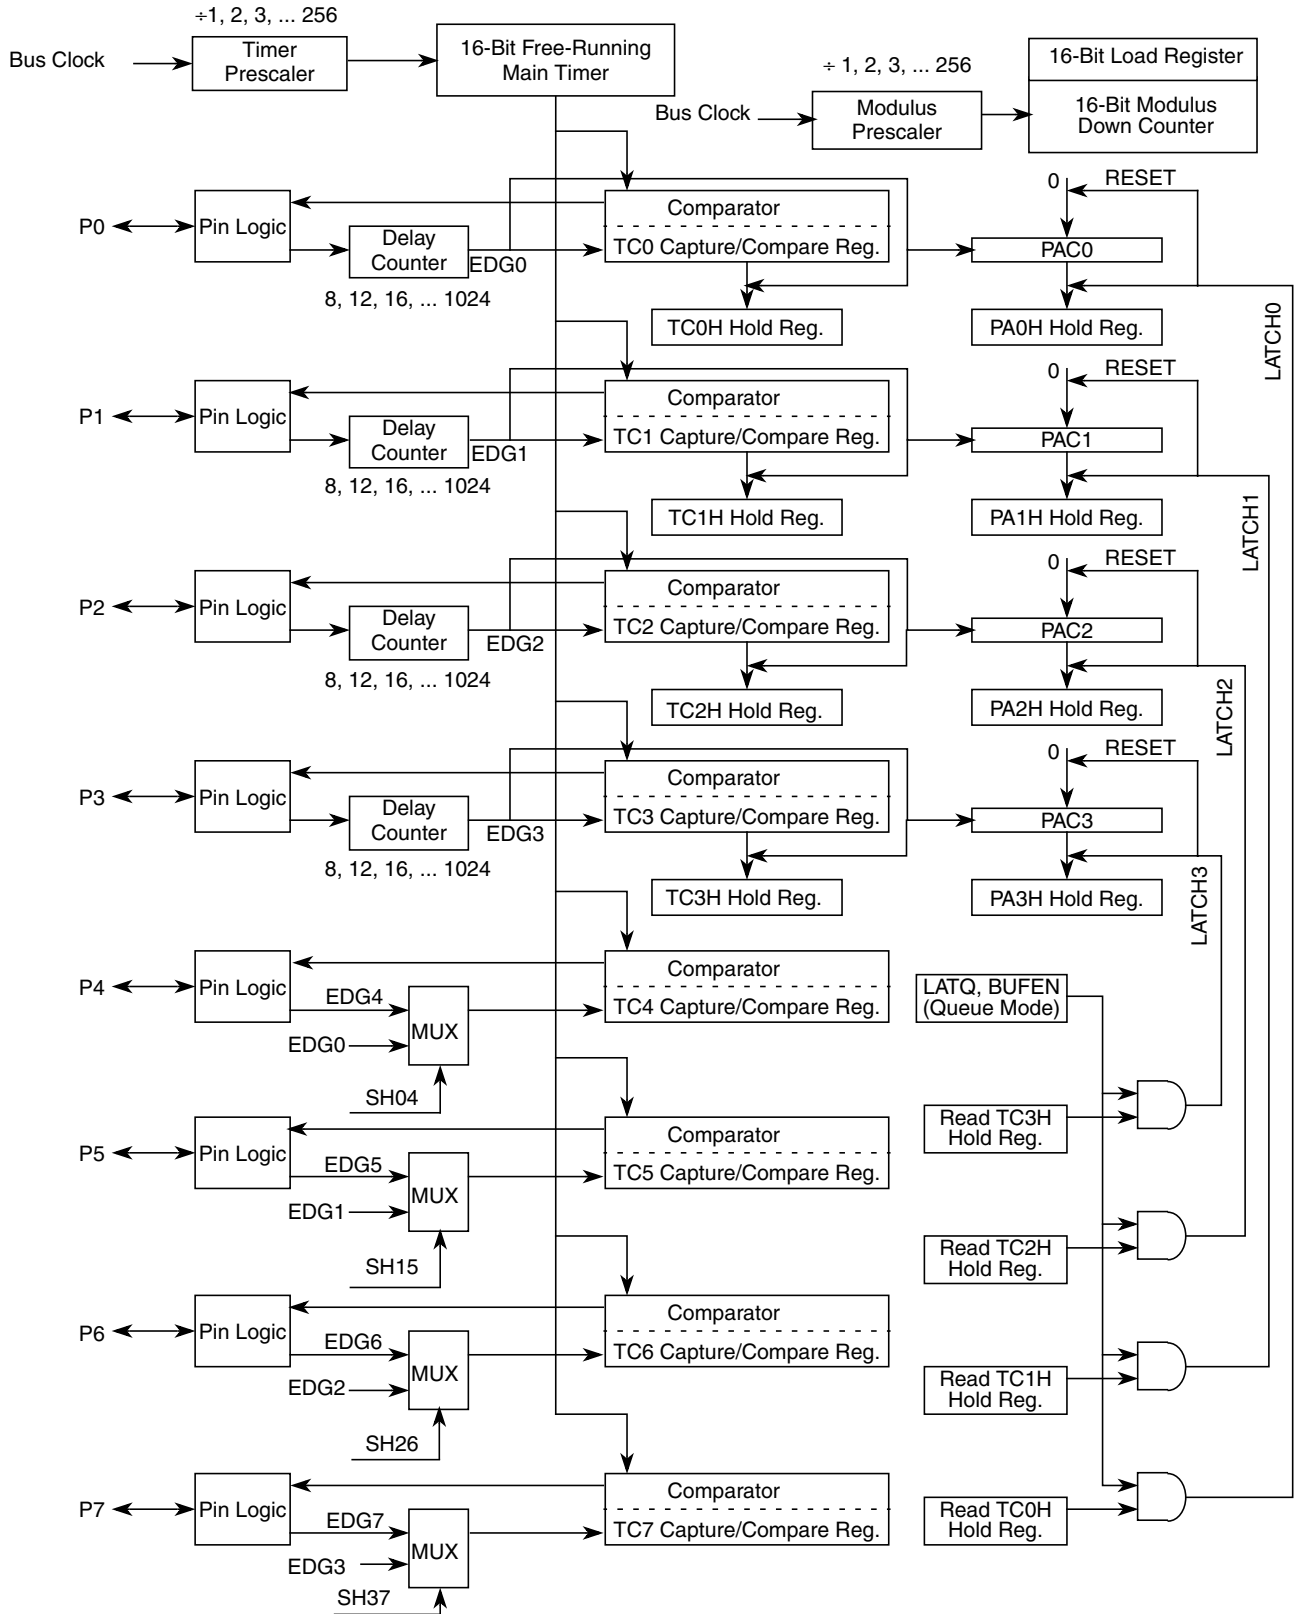 ÷1, 2, 3, ... 256
Bus Clock
Timer
Prescaler
16-Bit Free-Running
Main Timer
÷ 1, 2, 3, ... 256
Bus Clock
Modulus
Prescaler
16-Bit Load Register
16-Bit Modulus
Down Counter
P0
Pin Logic
Delay
Counter
8, 12, 16, ... 1024
EDG0
Comparator
TC0 Capture/Compare Reg.
TC0H Hold Reg.
0
RESET
PAC0
PA0H Hold Reg.
LATCH0
P1
Pin Logic
Delay
Counter
8, 12, 16, ... 1024
EDG1
Comparator
TC1 Capture/Compare Reg.
TC1H Hold Reg.
0
RESET
PAC1
PA1H Hold Reg.
LATCH1
P2
Pin Logic
Delay
Counter
8, 12, 16, ... 1024
EDG2
Comparator
TC2 Capture/Compare Reg.
TC2H Hold Reg.
0
RESET
PAC2
PA2H Hold Reg.
LATCH2
P3
Pin Logic
Delay
Counter
8, 12, 16, ... 1024
EDG3
Comparator
TC3 Capture/Compare Reg.
TC3H Hold Reg.
0
RESET
PAC3
PA3H Hold Reg.
LATCH3
P4
Pin Logic
EDG4
EDG0
MUX
SH04
Comparator
TC4 Capture/Compare Reg.
LATQ, BUFEN
(Queue Mode)
Read TC3H
Hold Reg.
P5
Pin Logic
EDG5
EDG1
MUX
SH15
Comparator
TC5 Capture/Compare Reg.
Read TC2H
Hold Reg.
P6
Pin Logic
EDG6
EDG2
MUX
SH26
Comparator
TC6 Capture/Compare Reg.
Read TC1H
Hold Reg.
P7
Pin Logic
EDG7
EDG3
MUX
SH37
Comparator
TC7 Capture/Compare Reg.
Read TC0H
Hold Reg.